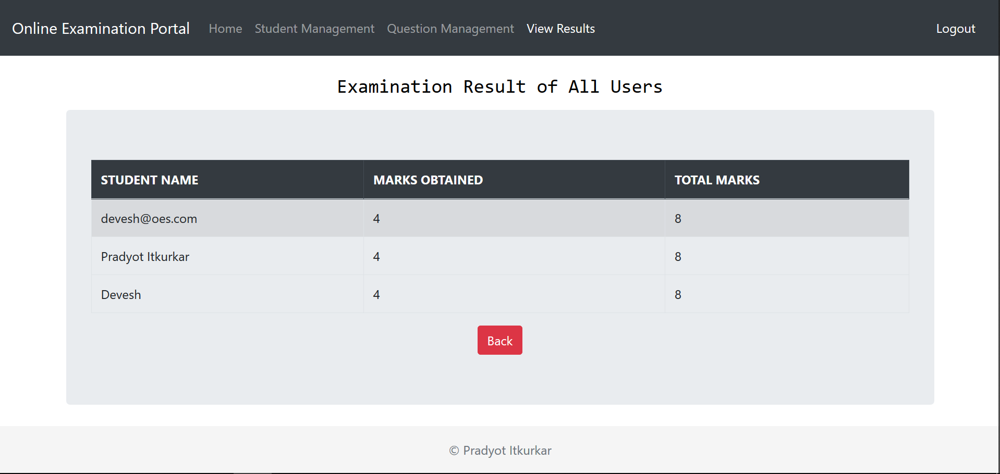 Online Examination Portal Home Student Management Question Management View Results Logout
Examination Result of All Users
STUDENT NAME MARKS OBTAINED TOTAL MARKS
devesh@oes.com 4 8
Pradyot Itkurkar 4 8
Devesh 4 8
Back
© Pradyot Itkurkar